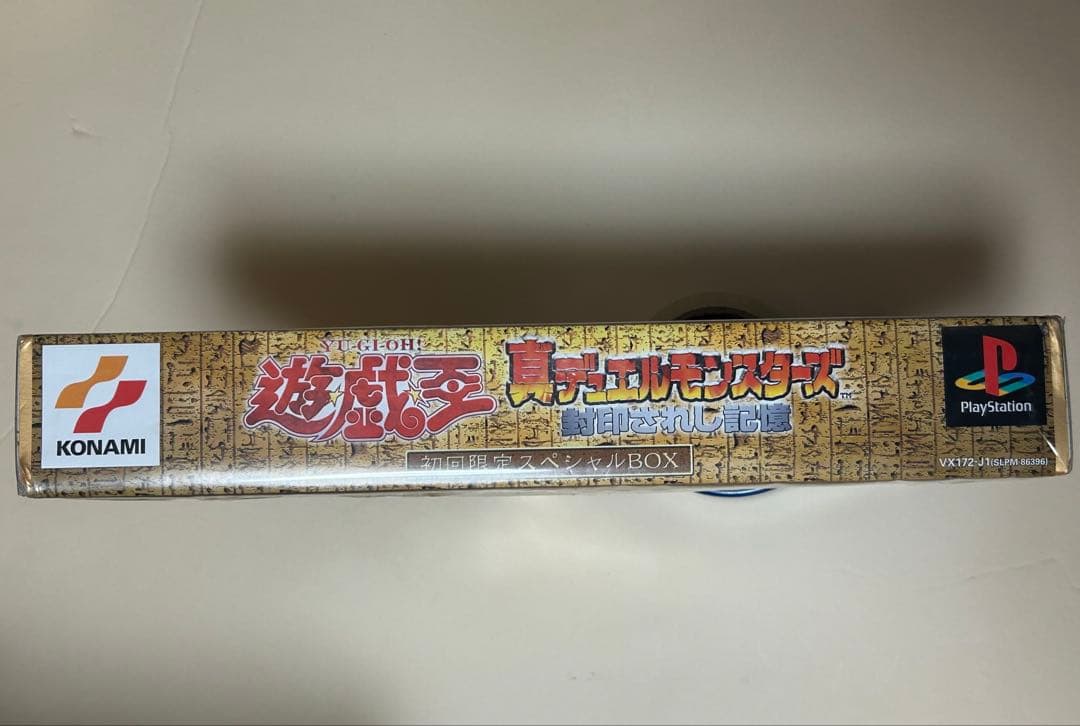 KONAMI
YU-GI-OH!
遊☆戯☆王
真デュエルモンスターズ™
封印されし記憶
初回限定スペシャルBOX
PlayStation
VX172-J1(SLPM-86396)